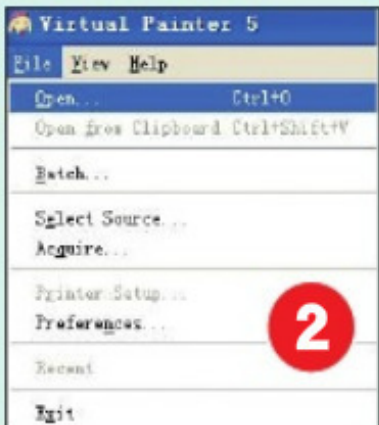 Virtual Painter 5
File View Help
Open... Ctrl+O
Open from Clipboard Ctrl+Shift+V
Batch...
Select Source...
Acquire...
Printer Setup...
Preferences...
2
Recent
Exit